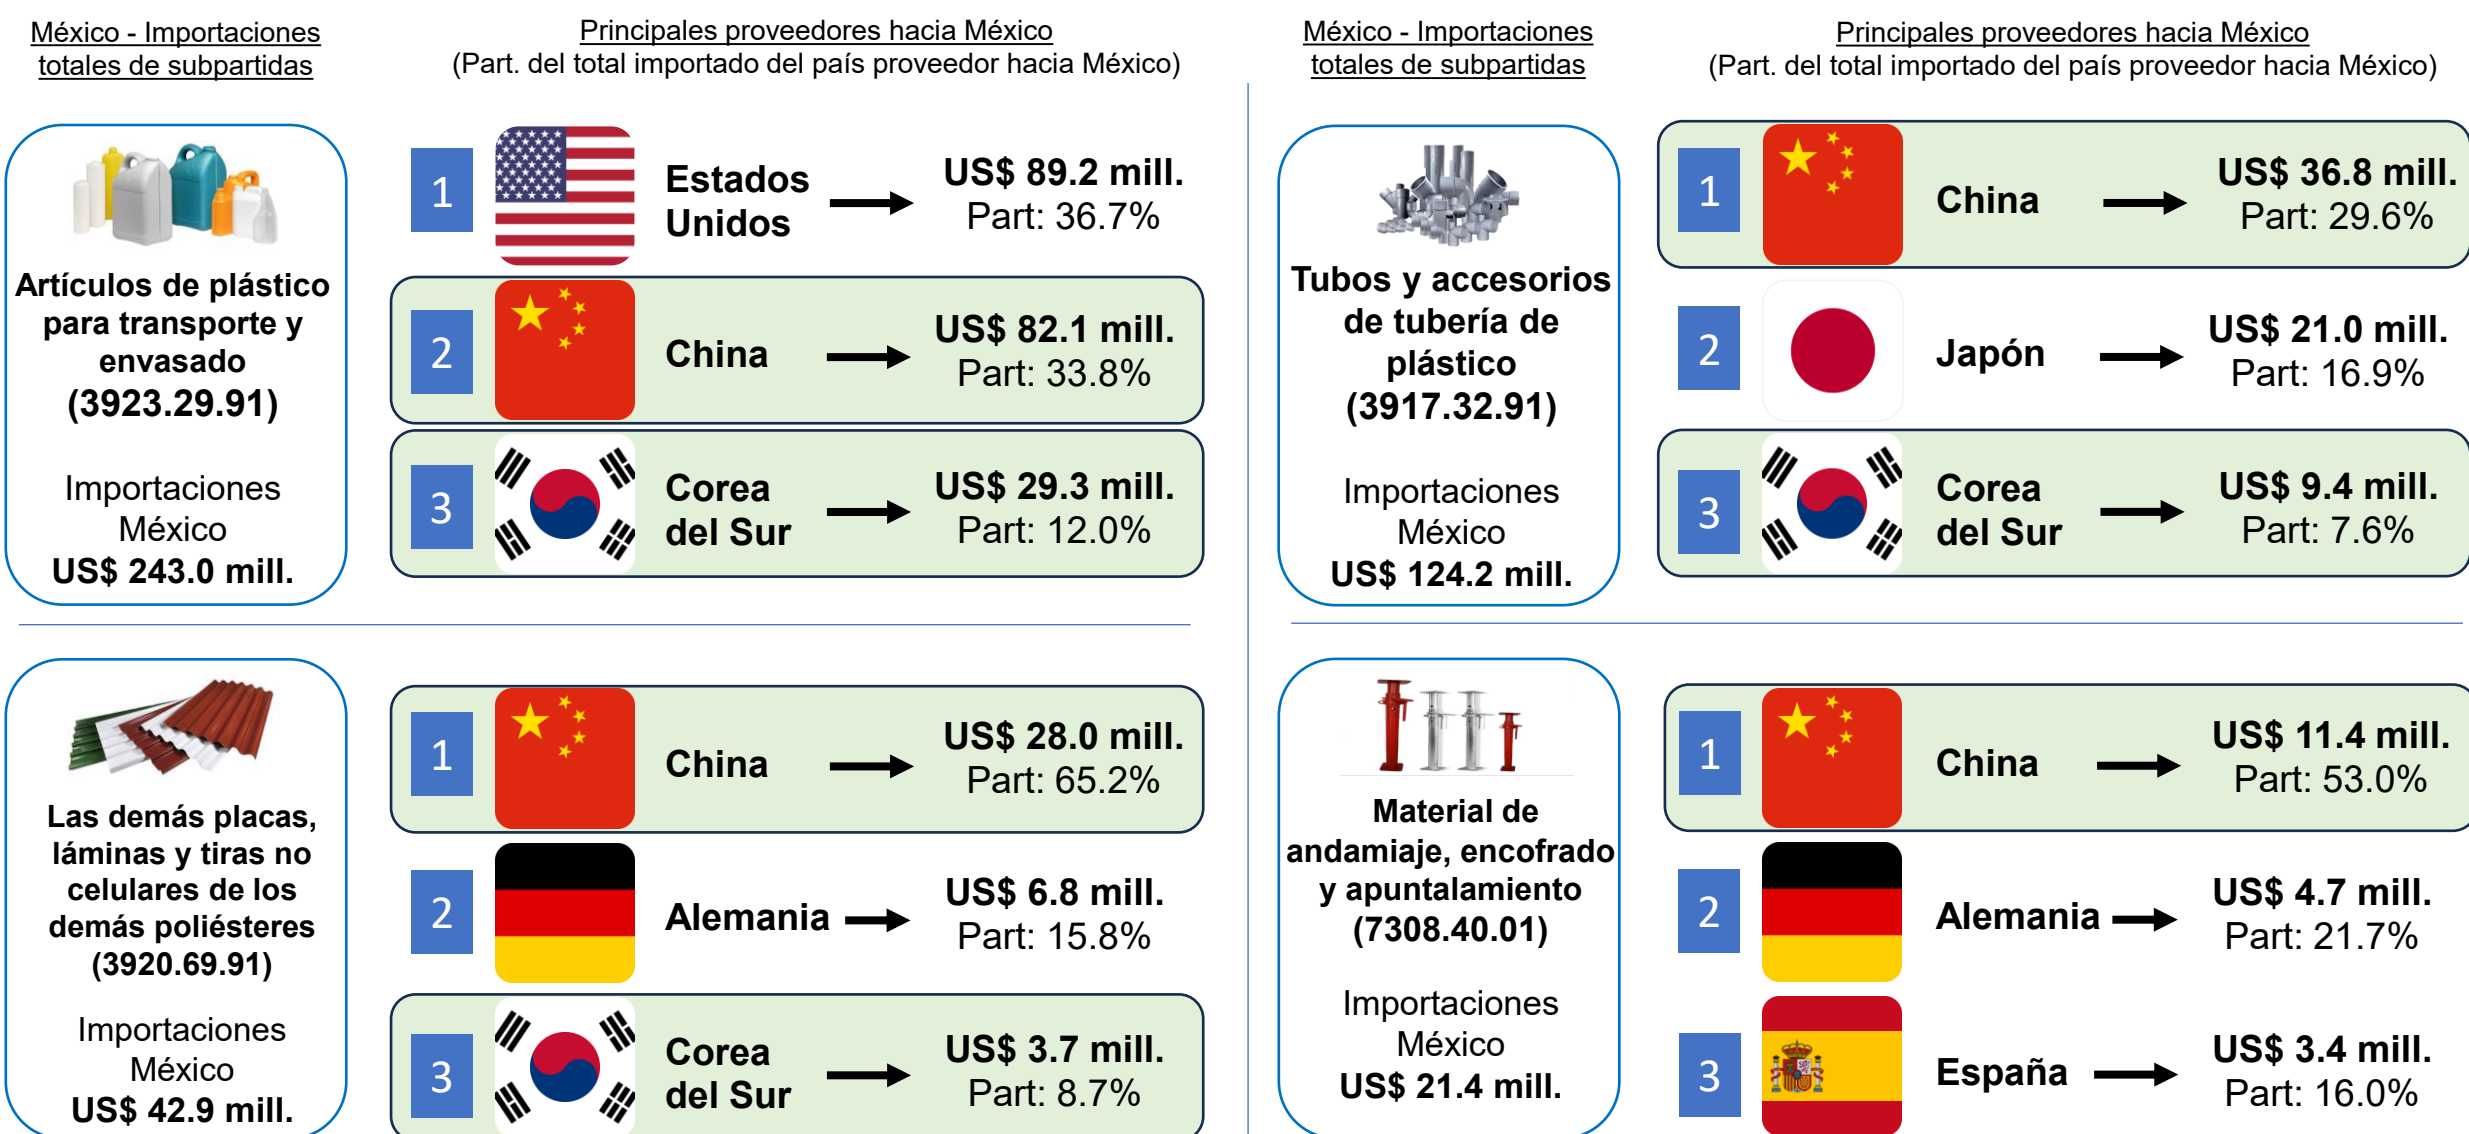 México - Importaciones
totales de subpartidas
Principales proveedores hacia México
(Part. del total importado del país proveedor hacia México)
Artículos de plástico
para transporte y
envasado
(3923.29.91)
Importaciones
México
US$ 243.0 mill.
1
Estados
Unidos
US$ 89.2 mill.
Part: 36.7%
2
China
US$ 82.1 mill.
Part: 33.8%
3
Corea
del Sur
US$ 29.3 mill.
Part: 12.0%
México - Importaciones
totales de subpartidas
Principales proveedores hacia México
(Part. del total importado del país proveedor hacia México)
Tubos y accesorios
de tubería de
plástico
(3917.32.91)
Importaciones
México
US$ 124.2 mill.
1
China
US$ 36.8 mill.
Part: 29.6%
2
Japón
US$ 21.0 mill.
Part: 16.9%
3
Corea
del Sur
US$ 9.4 mill.
Part: 7.6%
Las demás placas,
láminas y tiras no
celulares de los
demás poliésteres
(3920.69.91)
Importaciones
México
US$ 42.9 mill.
1
China
US$ 28.0 mill.
Part: 65.2%
2
Alemania
US$ 6.8 mill.
Part: 15.8%
3
Corea
del Sur
US$ 3.7 mill.
Part: 8.7%
Material de
andamiaje, encofrado
y apuntalamiento
(7308.40.01)
Importaciones
México
US$ 21.4 mill.
1
China
US$ 11.4 mill.
Part: 53.0%
2
Alemania
US$ 4.7 mill.
Part: 21.7%
3
España
US$ 3.4 mill.
Part: 16.0%